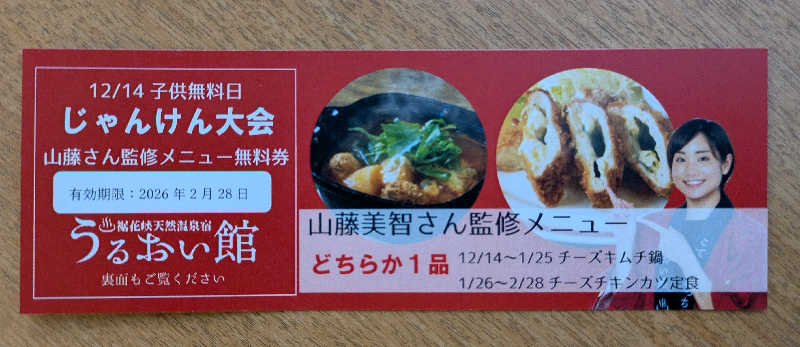 12/14 子供無料日
じゃんけん大会
山藤さん監修メニュー無料券
有効期限：2026年2月28日
裾花峡天然温泉宿
うるおい館
裏面もご覧ください
山藤美智さん監修メニュー
どちらか1品
12/14～1/25 チーズキムチ鍋
1/26～2/28 チーズチキンカツ定食